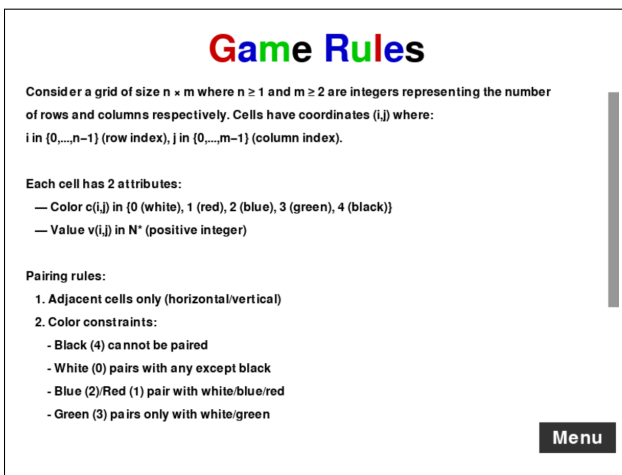 Game Rules
Consider a grid of size n × m where n ≥ 1 and m ≥ 2 are integers representing the number
of rows and columns respectively. Cells have coordinates (i,j) where:
i in {0,...,n−1} (row index), j in {0,...,m−1} (column index).
Each cell has 2 attributes:
— Color c(i,j) in {0 (white), 1 (red), 2 (blue), 3 (green), 4 (black)}
— Value v(i,j) in N* (positive integer)
Pairing rules:
1. Adjacent cells only (horizontal/vertical)
2. Color constraints:
- Black (4) cannot be paired
- White (0) pairs with any except black
- Blue (2)/Red (1) pair with white/blue/red
- Green (3) pairs only with white/green
Menu